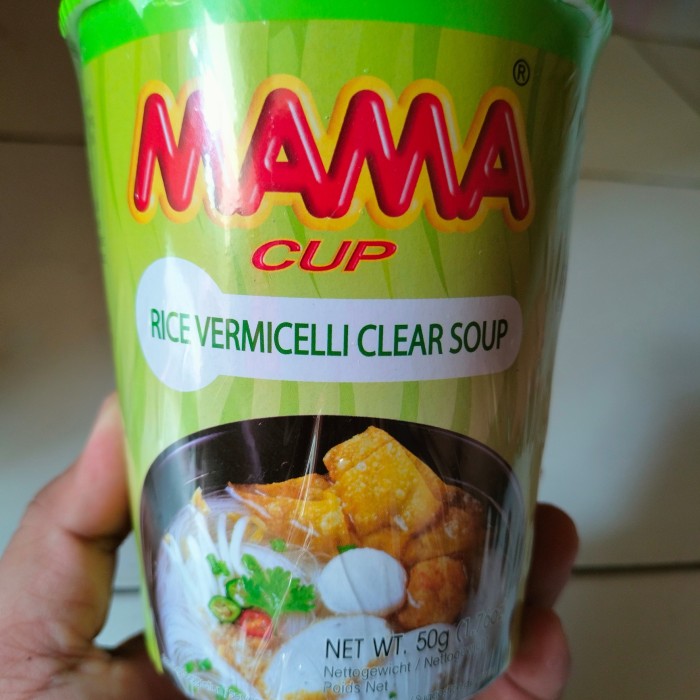 MAMA®
CUP
RICE VERMICELLI CLEAR SOUP
NET WT. 50g
Nettogewicht /
Poids Net